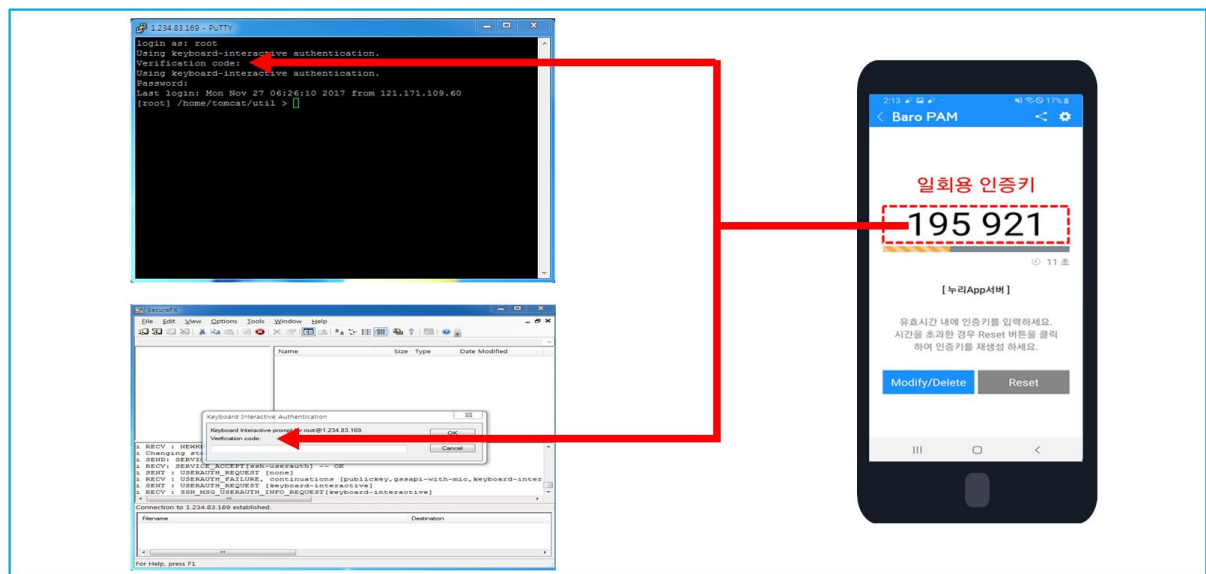 1.234.83.169 - PuTTY
login as: root
Using keyboard-interactive authentication.
Verification code:
Using keyboard-interactive authentication.
Password:
Last login: Mon Nov 27 06:26:10 2017 from 121.171.109.60
[root] /home/tomcat/util >
SecureFX
File Edit View Options Tools Window Help
Name Size Type Date Modified
Keyboard Interactive Authentication
Keyboard Interactive prompt for root@1.234.83.169.
Verification code:
OK
Cancel
i RECV : NEWK
i Changing st
i SEND: SERVIC
i RECV: SERVICE_ACCEPT[ssh-userauth] -- OK
i SENT : USERAUTH_REQUEST [none]
i RECV : USERAUTH_FAILURE, continuations [publickey,gssapi-with-mic,keyboard-inter
i SENT : USERAUTH_REQUEST [keyboard-interactive]
i RECV : SSH_MSG_USERAUTH_INFO_REQUEST[keyboard-interactive]
Connection to 1.234.83.169 established.
Filename Destination
For Help, press F1
2:13 17%
Baro PAM
일회용 인증키
195 921
11 초
[누리App서버]
유효시간 내에 인증키를 입력하세요.
시간을 초과한 경우 Reset 버튼을 클릭
하여 인증키를 재생성 하세요.
Modify/Delete Reset